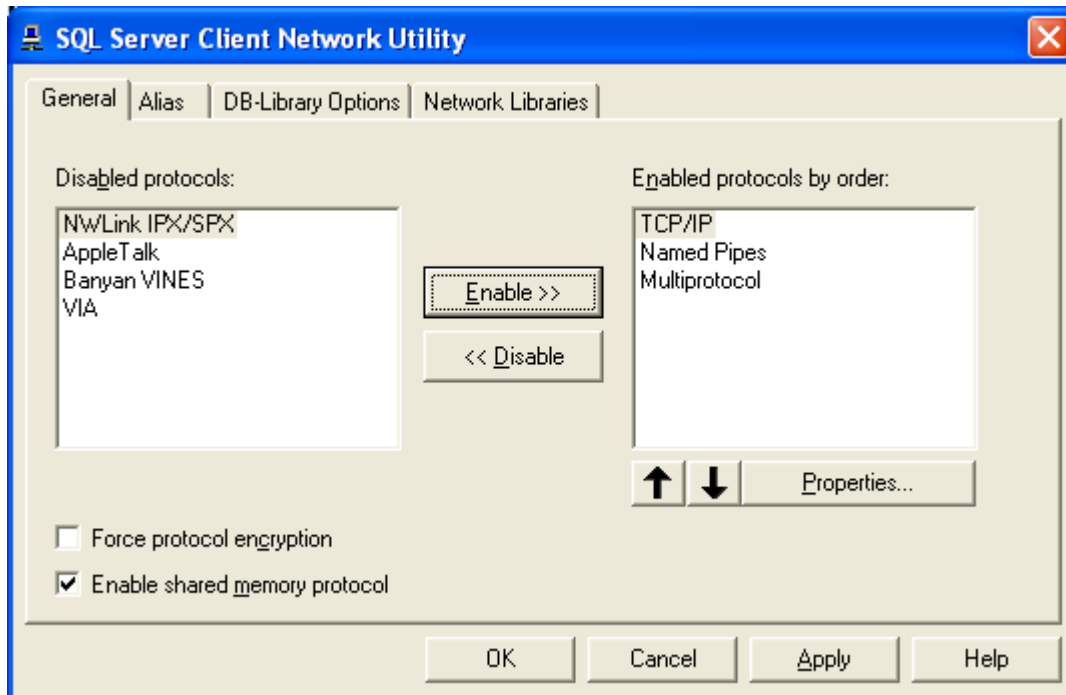 SQL Server Client Network Utility
General
Alias
DB-Library Options
Network Libraries
Disabled protocols:
NWLink IPX/SPX
AppleTalk
Banyan VINES
VIA
Enable >>
<< Disable
Enabled protocols by order:
TCP/IP
Named Pipes
Multiprotocol
Properties...
Force protocol encryption
Enable shared memory protocol
OK
Cancel
Apply
Help